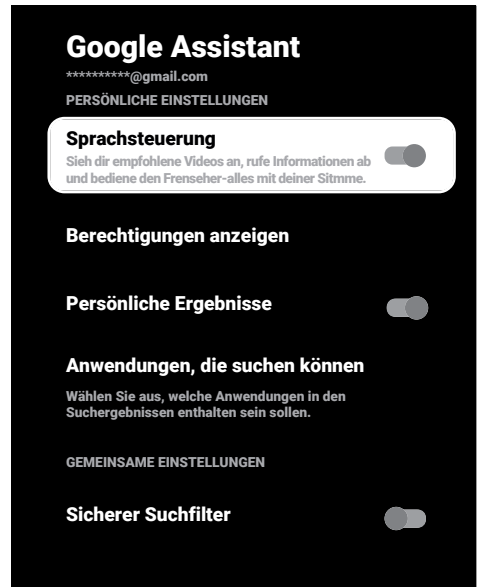 Google Assistant
**********@gmail.com
PERSÖNLICHE EINSTELLUNGEN
Sprachsteuerung
Sieh dir empfohlene Videos an, rufe Informationen ab
und bediene den Frenseher-alles mit deiner Sitmme.
Berechtigungen anzeigen
Persönliche Ergebnisse
Anwendungen, die suchen können
Wählen Sie aus, welche Anwendungen in den
Suchergebnissen enthalten sein sollen.
GEMEINSAME EINSTELLUNGEN
Sicherer Suchfilter